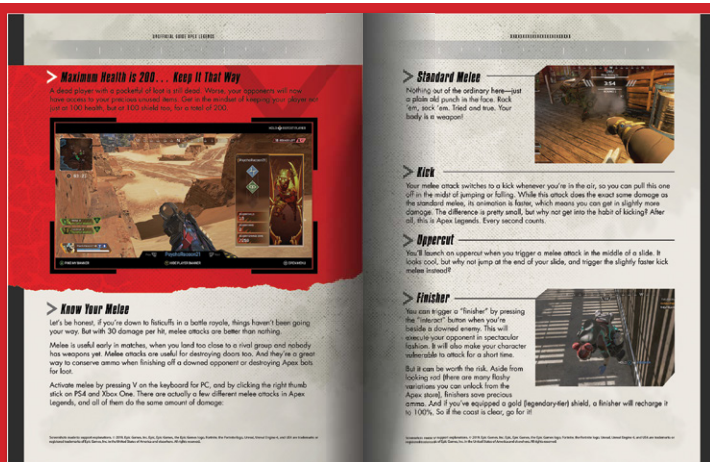 UNOFFICIAL GUIDE APEX LEGENDS
Maximum Health is 200... Keep It That Way
A dead player with a pocketful of loot is still dead. Worse, your opponents will now
have access to your precious unused items. Get in the mindset of keeping your player not
just at 100 health, but at 100 shield too, for a total of 200.
Know Your Melee
Let's be honest, if you're down to fisticuffs in a battle royale, things haven't been going
your way. But with 30 damage per hit, melee attacks are better than nothing.
Melee is useful early in matches, when you land too close to a rival group and nobody
has weapons yet. Melee attacks are useful for destroying doors too. And they're a great
way to conserve ammo when finishing off a downed opponent or destroying Apex bots
for loot.
Activate melee by pressing V on the keyboard for PC, and by clicking the right thumb
stick on PS4 and Xbox One. There are actually a few different melee attacks in Apex
Legends, and all of them do the same amount of damage:
Standard Melee
Nothing out of the ordinary here—just
a plain old punch in the face. Rock
'em, sock 'em. Tried and true. Your
body is a weapon!
3:54
Kick
Your melee attack switches to a kick whenever you're in the air, so you can pull this one
off in the midst of jumping or falling. While this attack does the exact same damage as
the standard melee, its animation is faster, which means you can get in slightly more
damage. The difference is pretty small, but why not get into the habit of kicking? After
all, this is Apex Legends. Every second counts.
Uppercut
You'll launch an uppercut when you trigger a melee attack in the middle of a slide. It
looks cool, but why not jump at the end of your slide, and trigger the slightly faster kick
melee instead?
Finisher
You can trigger a "finisher" by pressing
the "interact" button when you're
beside a downed enemy. This will
execute your opponent in spectacular
fashion. It will also make your character
vulnerable to attack for a short time.
But it can be worth the risk. Aside from
looking rad (there are many flashy
variations you can unlock from the
Apex store), finishers save precious
ammo. And if you've equipped a gold (legendary-tier) shield, a finisher will recharge it
to 100%. So if the coast is clear, go for it!